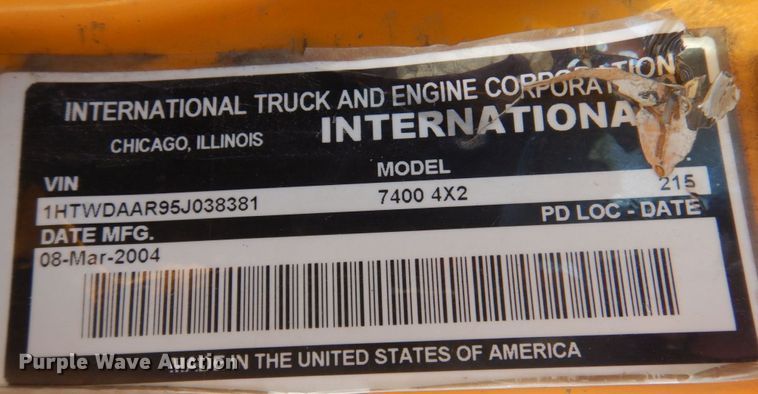 INTERNATIONAL TRUCK AND ENGINE CORPORATION
CHICAGO, ILLINOIS
INTERNATIONA
VIN MODEL
1HTWDAAR95J038381 7400 4X2 215
DATE MFG. PD LOC - DATE
08-Mar-2004
IN THE UNITED STATES OF AMERICA
Purple Wave Auction